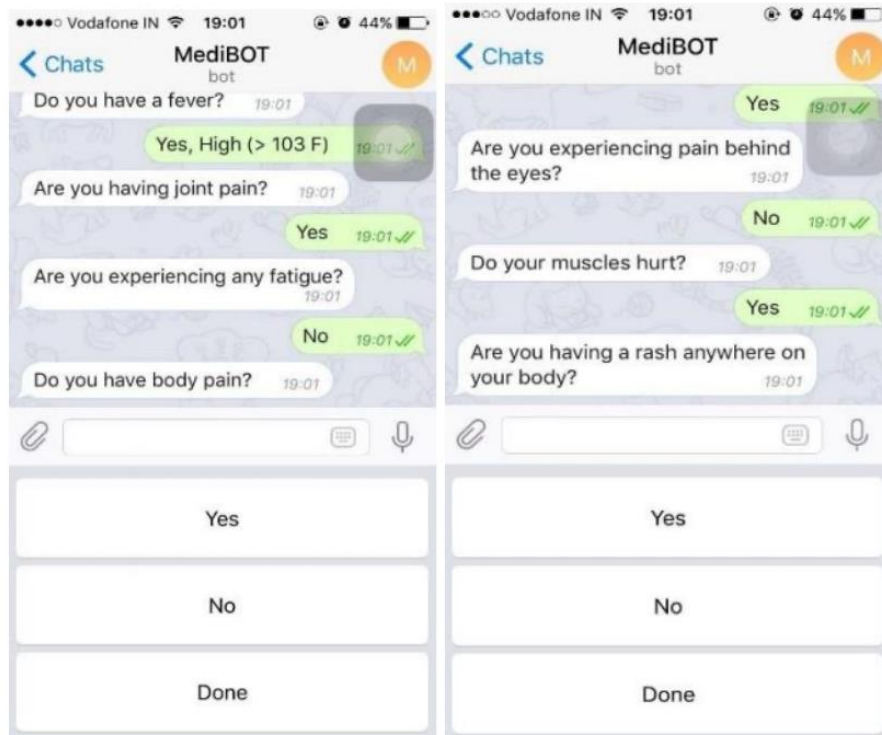 Vodafone IN 19:01 44%
Chats MediBOT M
bot
Do you have a fever? 19:01
Yes, High (> 103 F) 19:01
Are you having joint pain? 19:01
Yes 19:01
Are you experiencing any fatigue?
19:01
No 19:01
Do you have body pain? 19:01
Yes
No
Done
Vodafone IN 19:01 44%
Chats MediBOT M
bot
Yes 19:01
Are you experiencing pain behind
the eyes? 19:01
No 19:01
Do your muscles hurt? 19:01
Yes 19:01
Are you having a rash anywhere on
your body? 19:01
Yes
No
Done